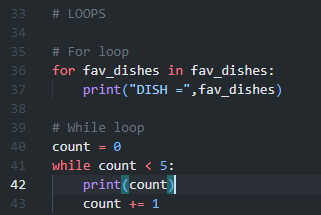 33 # LOOPS
34
35 # For loop
36 for fav_dishes in fav_dishes:
37     print("DISH =",fav_dishes)
38
39 # While loop
40 count = 0
41 while count < 5:
42     print(count)
43     count += 1